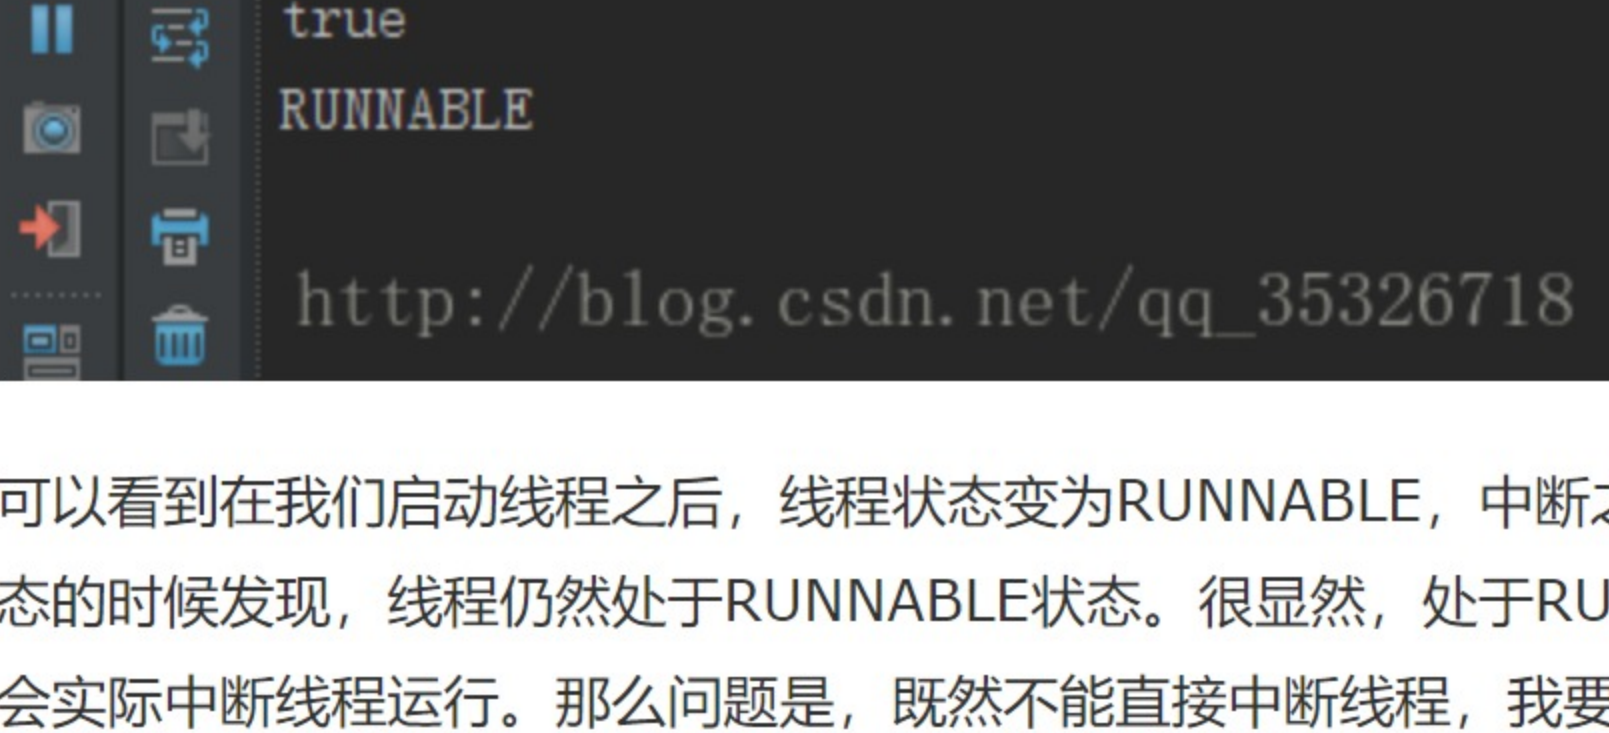 true
RUNNABLE
http://blog.csdn.net/qq_35326718
可以看到在我们启动线程之后，线程状态变为RUNNABLE，中断
态的时候发现，线程仍然处于RUNNABLE状态。很显然，处于RU
会实际中断线程运行。那么问题是，既然不能直接中断线程，我要